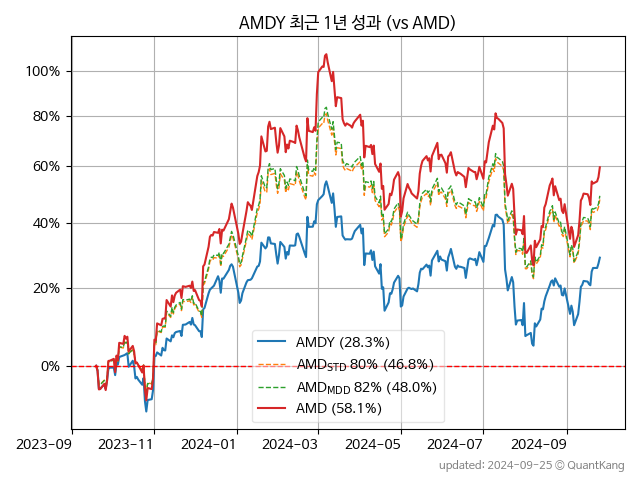 AMDY 최근 1년 성과 (vs AMD)
100%
80%
60%
40%
20%
0%
AMDY (28.3%)
AMD_STD 80% (46.8%)
AMD_MDD 82% (48.0%)
AMD (58.1%)
2023-09 2023-11 2024-01 2024-03 2024-05 2024-07 2024-09
updated: 2024-09-25 ⓒ QuantKang